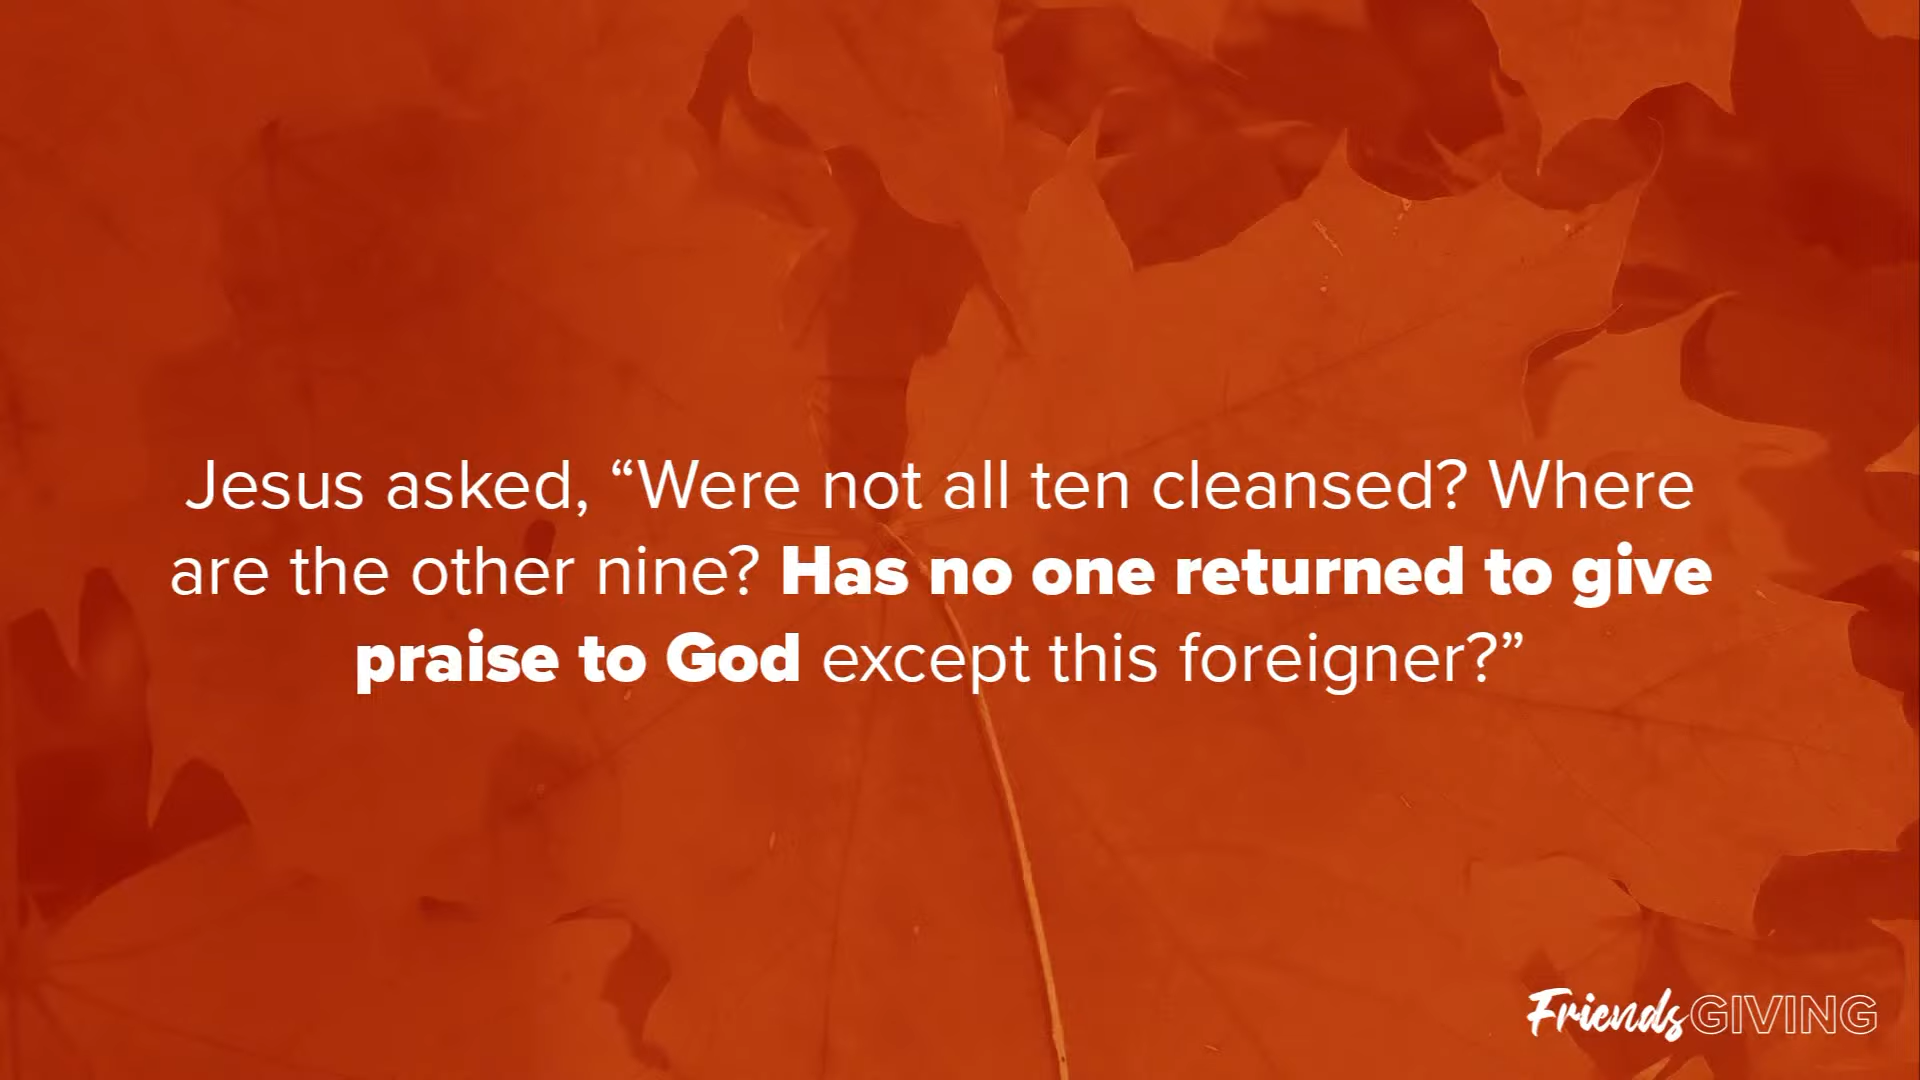 Jesus asked, “Were not all ten cleansed? Where
are the other nine? Has no one returned to give
praise to God except this foreigner?”
FriendsGIVING